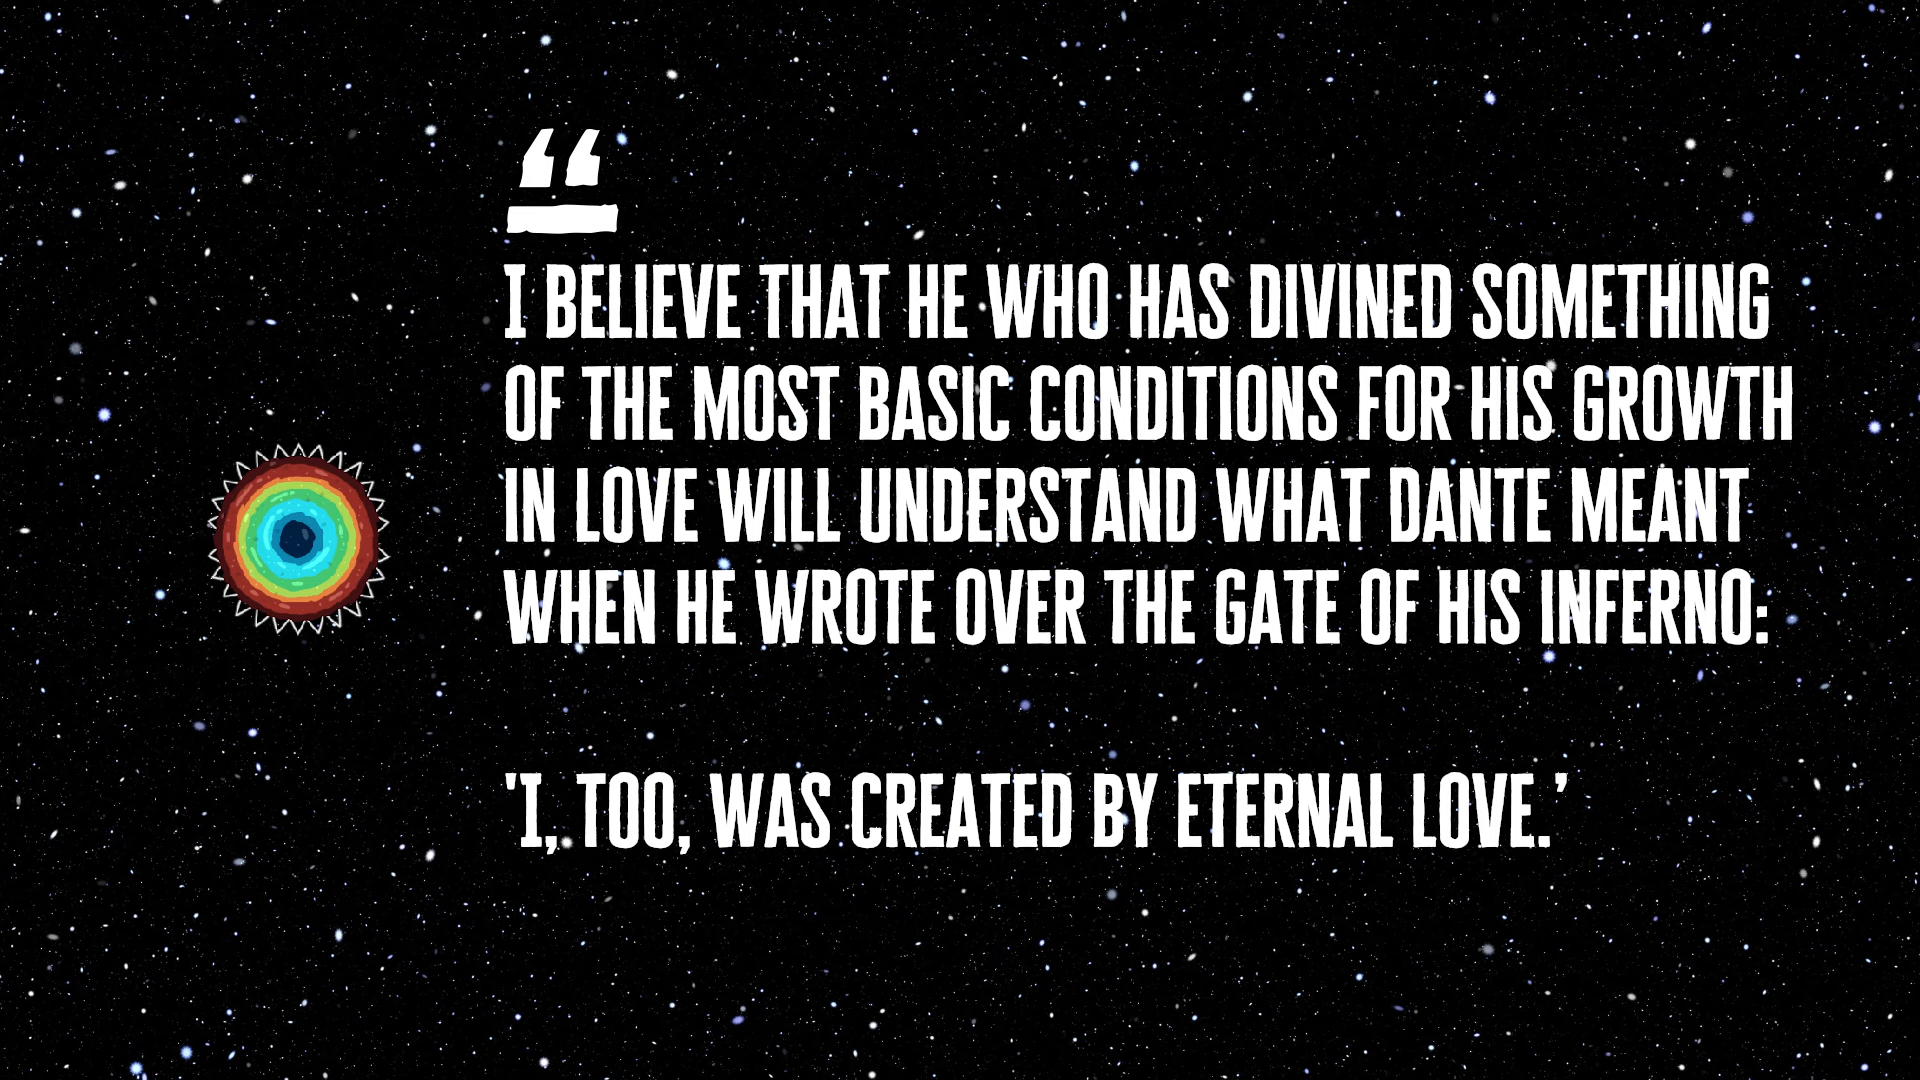 “
I BELIEVE THAT HE WHO HAS DIVINED SOMETHING
OF THE MOST BASIC CONDITIONS FOR HIS GROWTH
IN LOVE WILL UNDERSTAND WHAT DANTE MEANT
WHEN HE WROTE OVER THE GATE OF HIS INFERNO:
'I, TOO, WAS CREATED BY ETERNAL LOVE.’